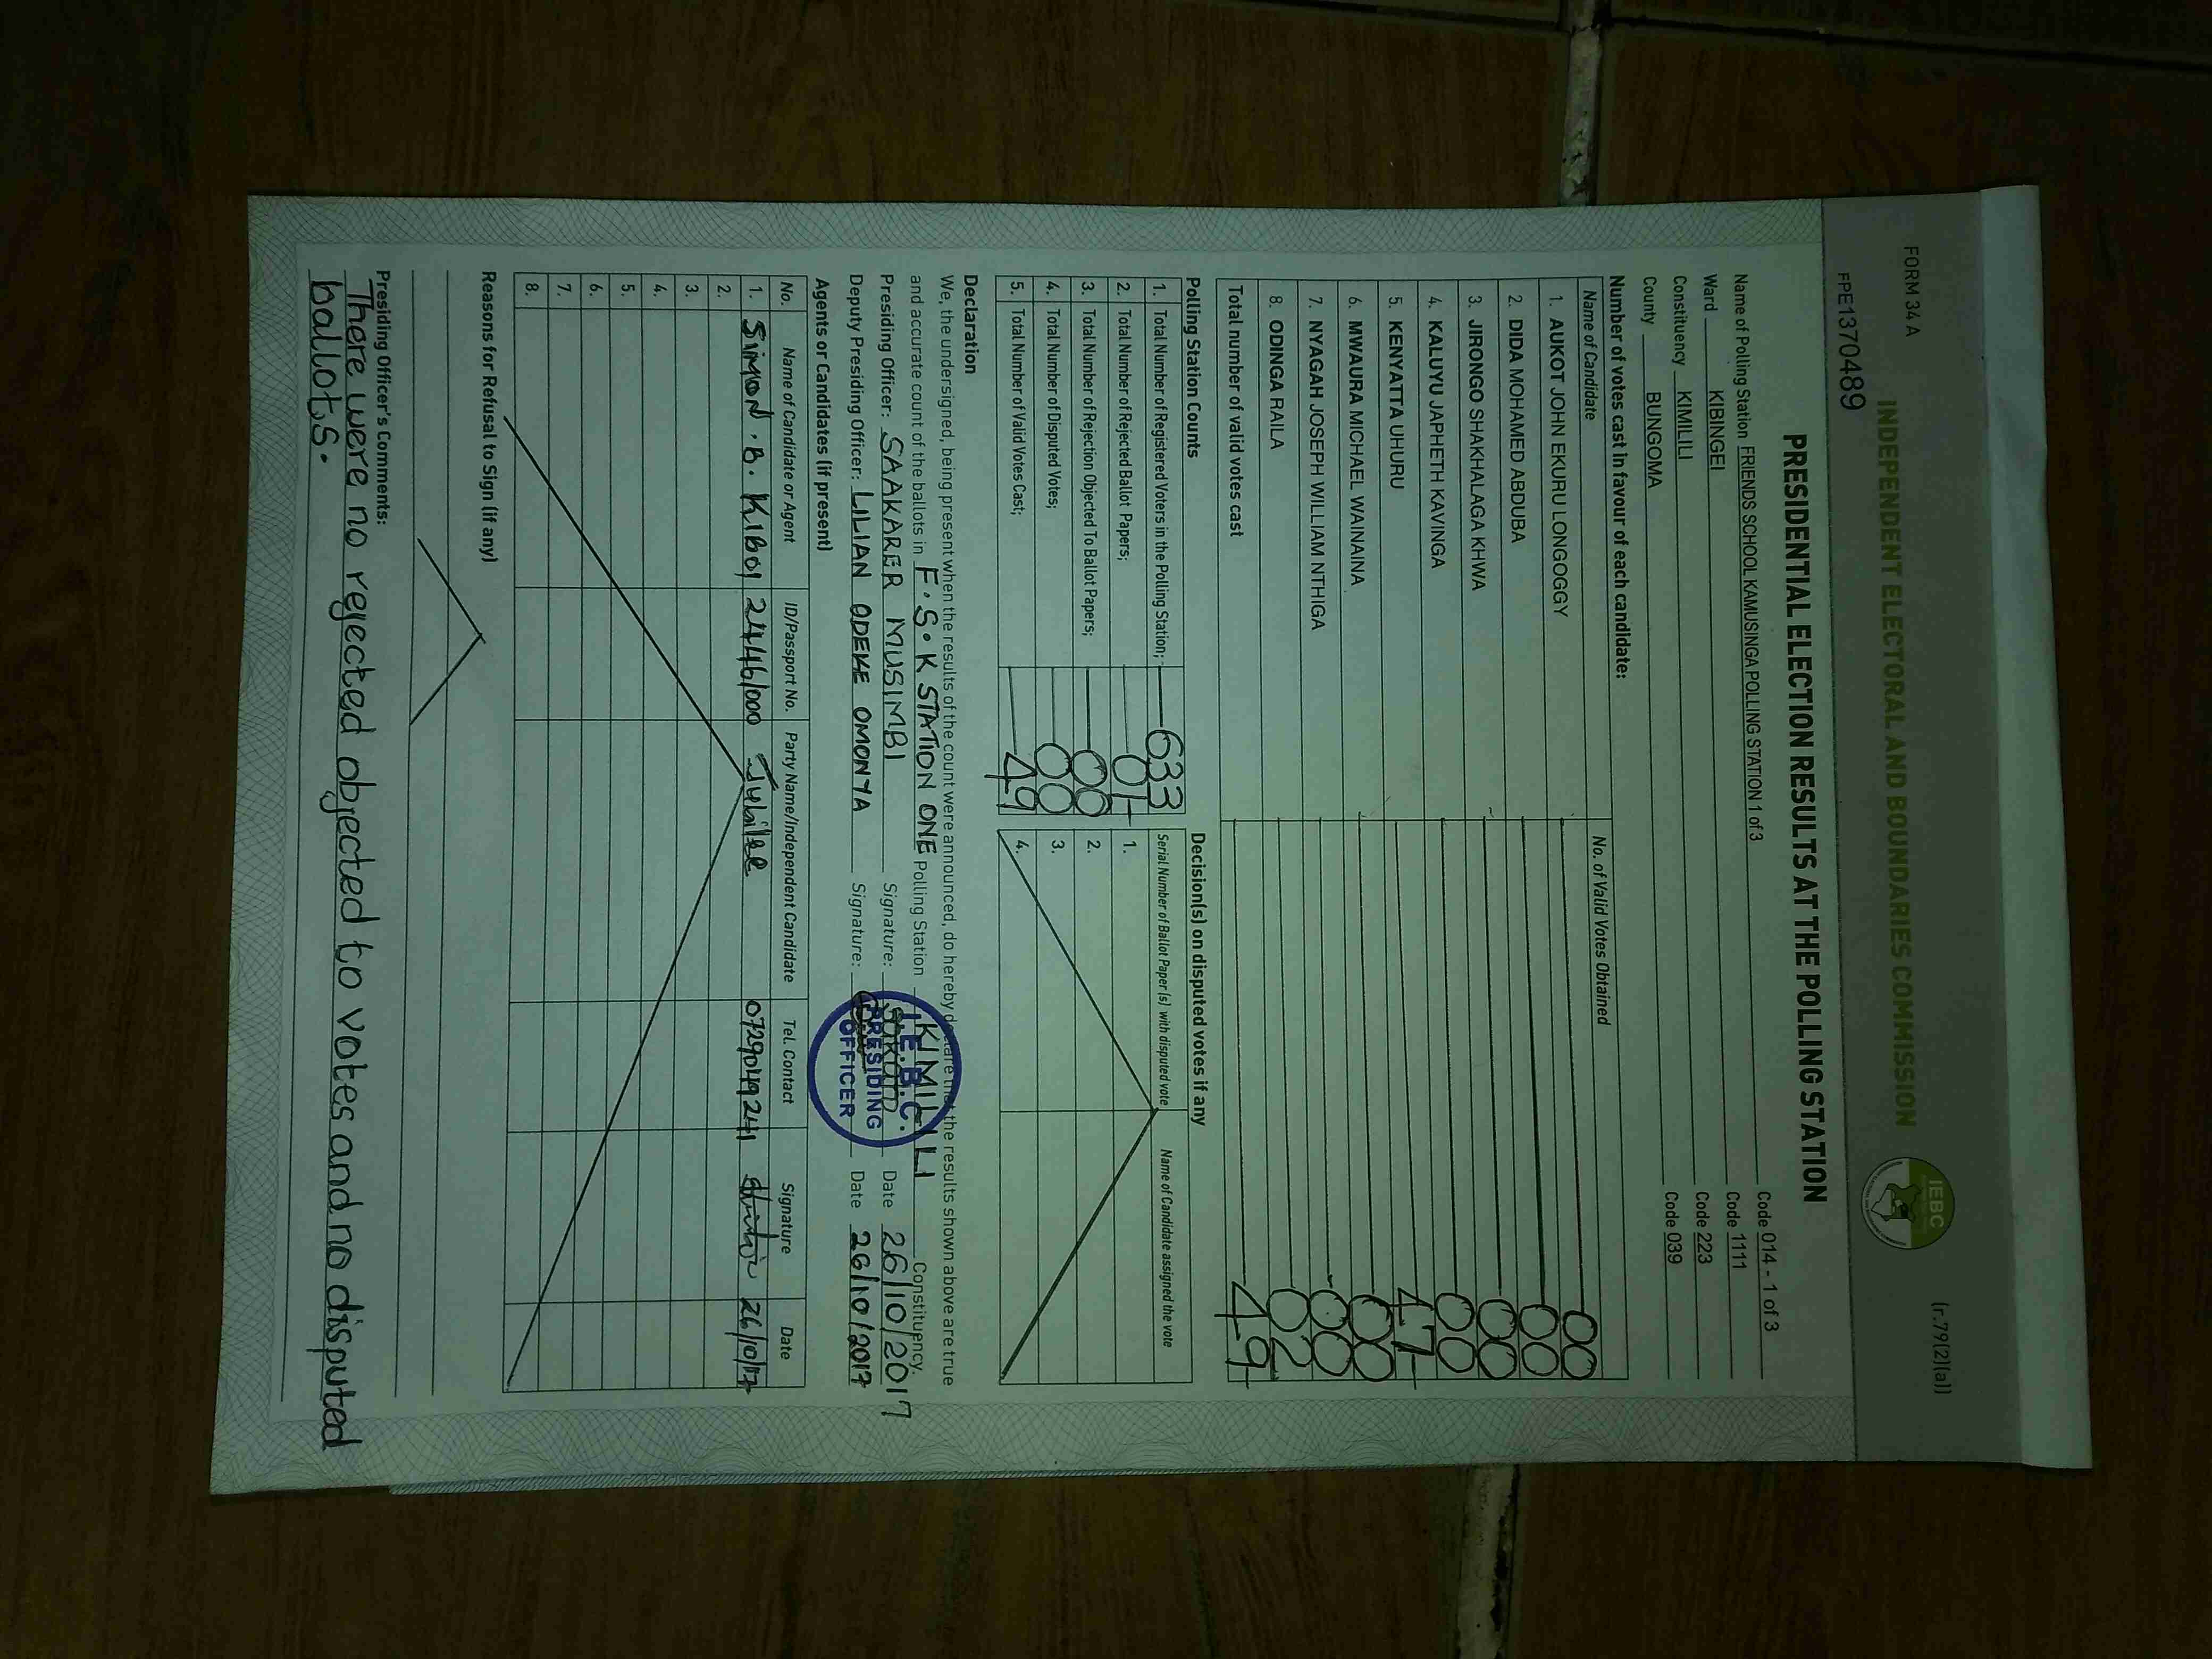 FORM 34 A
(r.79(2)(a))
INDEPENDENT ELECTORAL AND BOUNDARIES COMMISSION
IEBC
FPE1370489
PRESIDENTIAL ELECTION RESULTS AT THE POLLING STATION
Name of Polling Station FRIENDS SCHOOL KAMUSINGA POLLING STATION 1 of 3 Code 014 - 1 of 3
Ward KIBINGEI Code 1111
Constituency KIMILILI Code 223
County BUNGOMA Code 039
Number of votes cast in favour of each candidate:
Name of Candidate No. of Valid Votes Obtained
1. AUKOT JOHN EKURU LONGOGGY 00
2. DIDA MOHAMED ABDUBA 00
3. JIRONGO SHAKHALAGA KHWA 00
4. KALUYU JAPHETH KAVINGA 00
5. KENYATTA UHURU 47
6. MWAURA MICHAEL WAINAINA 00
7. NYAGAH JOSEPH WILLIAM NTHIGA 00
8. ODINGA RAILA 02
Total number of valid votes cast 49
Polling Station Counts Decision(s) on disputed votes if any
1. Total Number of Registered Voters in the Polling Station; 633
2. Total Number of Rejected Ballot Papers; 01
3. Total Number of Rejection Objected To Ballot Papers; 00
4. Total Number of Disputed Votes; 00
5. Total Number of Valid Votes Cast; 49
Serial Number of Ballot Paper(s) with disputed vote Name of Candidate assigned the vote
1.
2.
3.
4.
Declaration
We, the undersigned, being present when the results of the count were announced, do hereby declare that the results shown above are true
and accurate count of the ballots in F.S.K STATION ONE Polling Station KIMILILI Constituency.
Presiding Officer: SAAKARER MUSIMBI Signature: Date 26/10/2017
Deputy Presiding Officer: LILIAN ODEKE OMONYA Signature: Date 26/10/2017
I.E.B.C.
PRESIDING
OFFICER
Agents or Candidates (if present)
No. Name of Candidate or Agent ID/Passport No. Party Name/Independent Candidate Tel. Contact Signature Date
1. SIMON . B. KIBOI 24461000 Jubilee 0729049241 26/10/17
2.
3.
4.
5.
6.
7.
8.
Reasons for Refusal to Sign (if any)
Presiding Officer's Comments:
There were no rejected objected to votes and no disputed
ballots.